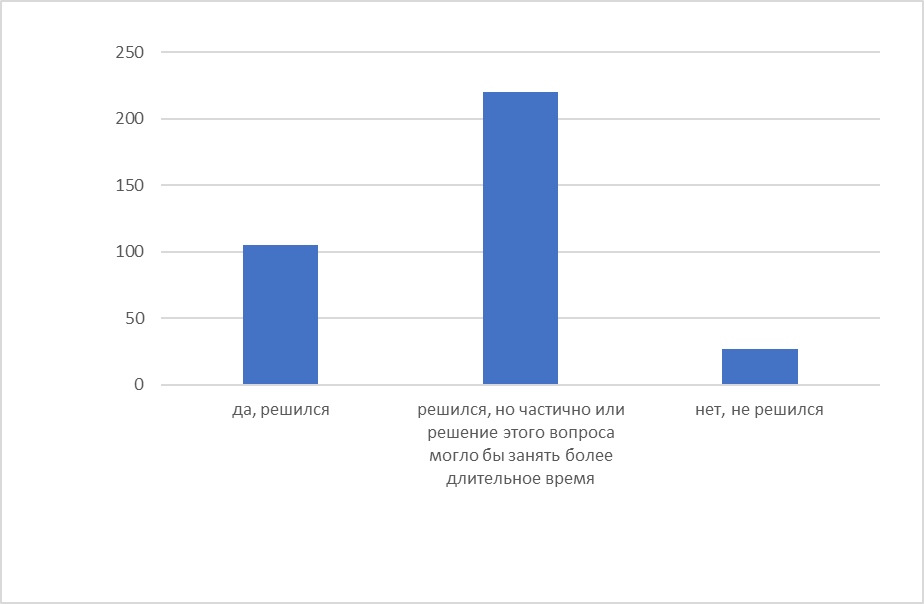 250
200
150
100
50
0
да, решился
решился, но частично или
решение этого вопроса
могло бы занять более
длительное время
нет, не решился